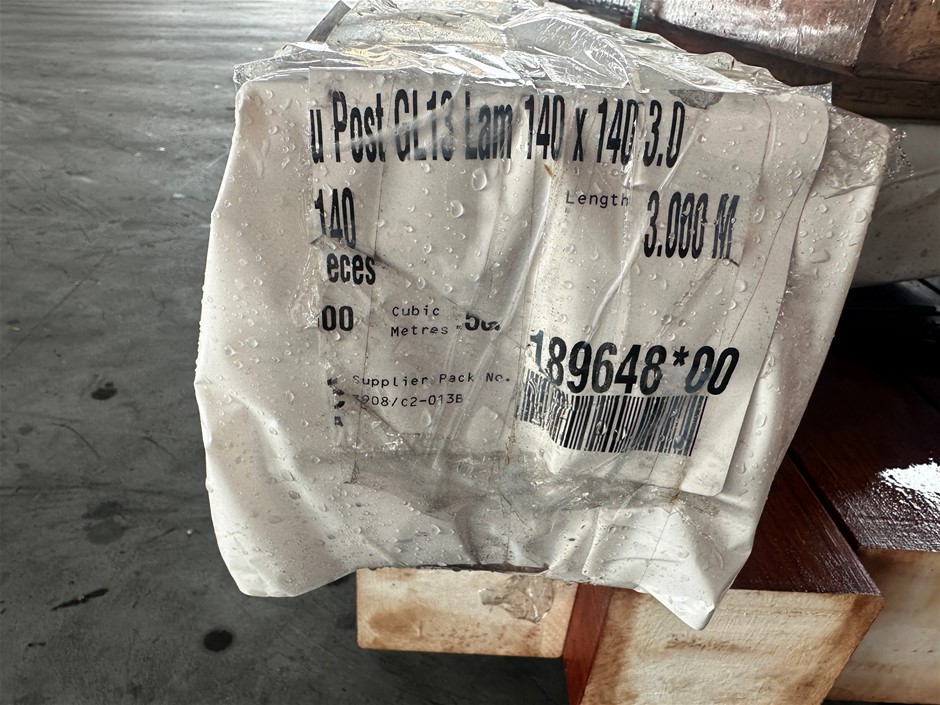 u Post GL13 Lam 140 x 140 3.0
140
Length 3.000 M
eces
00 Cubic Metres
189648*00
Supplier Pack No.